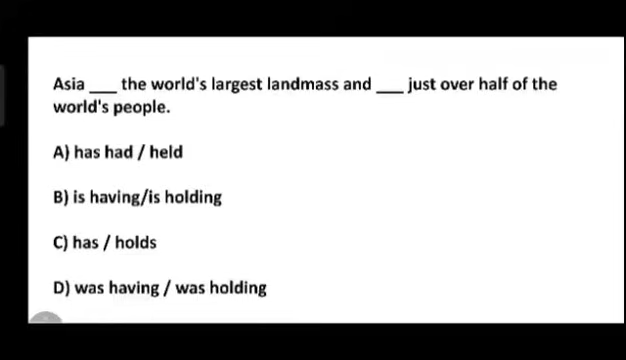 Asia ___ the world's largest landmass and ___ just over half of the
world's people.
A) has had / held
B) is having/is holding
C) has / holds
D) was having / was holding